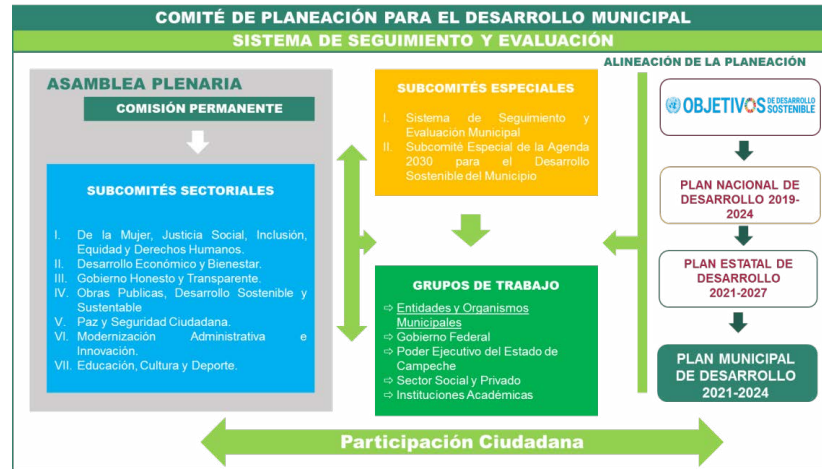 COMITÉ DE PLANEACIÓN PARA EL DESARROLLO MUNICIPAL
SISTEMA DE SEGUIMIENTO Y EVALUACIÓN
ASAMBLEA PLENARIA
COMISIÓN PERMANENTE
SUBCOMITÉS SECTORIALES
I. De la Mujer, Justicia Social, Inclusión,
Equidad y Derechos Humanos.
II. Desarrollo Económico y Bienestar.
III. Gobierno Honesto y Transparente.
IV. Obras Publicas, Desarrollo Sostenible y
Sustentable
V. Paz y Seguridad Ciudadana.
VI. Modernización Administrativa e
Innovación.
VII. Educación, Cultura y Deporte.
SUBCOMITÉS ESPECIALES
I. Sistema de Seguimiento y
Evaluación Municipal
II. Subcomité Especial de la Agenda
2030 para el Desarrollo
Sostenible del Municipio
GRUPOS DE TRABAJO
⇨ Entidades y Organismos
Municipales
⇨ Gobierno Federal
⇨ Poder Ejecutivo del Estado de
Campeche
⇨ Sector Social y Privado
⇨ Instituciones Académicas
ALINEACIÓN DE LA PLANEACIÓN
OBJETIVOS DE DESARROLLO
SOSTENIBLE
PLAN NACIONAL DE
DESARROLLO 2019-
2024
PLAN ESTATAL DE
DESARROLLO
2021-2027
PLAN MUNICIPAL
DE DESARROLLO
2021-2024
Participación Ciudadana